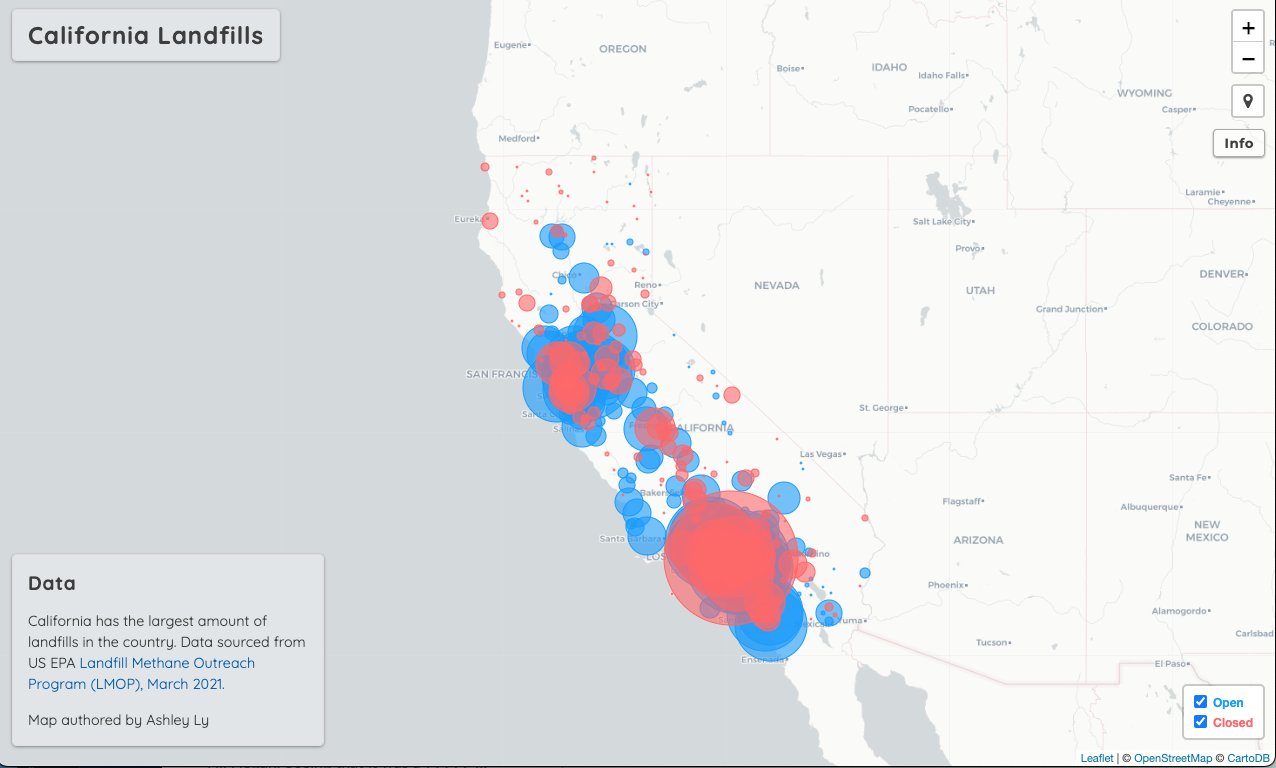 California Landfills
+
−
Info
Eugene
OREGON
Boise
IDAHO
Idaho Falls
WYOMING
Pocatello
Casper
Medford
Laramie
Cheyenne
Eureka
Salt Lake City
Provo
Chico
Reno
NEVADA
UTAH
DENVER
Carson City
Grand Junction
COLORADO
SAN FRANCIS
St. George
CALIFORNIA
Las Vegas
Santa Fe
Bakers
Flagstaff
Albuquerque
NEW
MEXICO
Santa Barbara
LOS
ARIZONA
Phoenix
Alamogordo
Yuma
Carlsbad
Tucson
Ensenada
El Paso
Data
California has the largest amount of
landfills in the country. Data sourced from
US EPA Landfill Methane Outreach
Program (LMOP), March 2021.
Map authored by Ashley Ly
Open
Closed
Leaflet | © OpenStreetMap © CartoDB